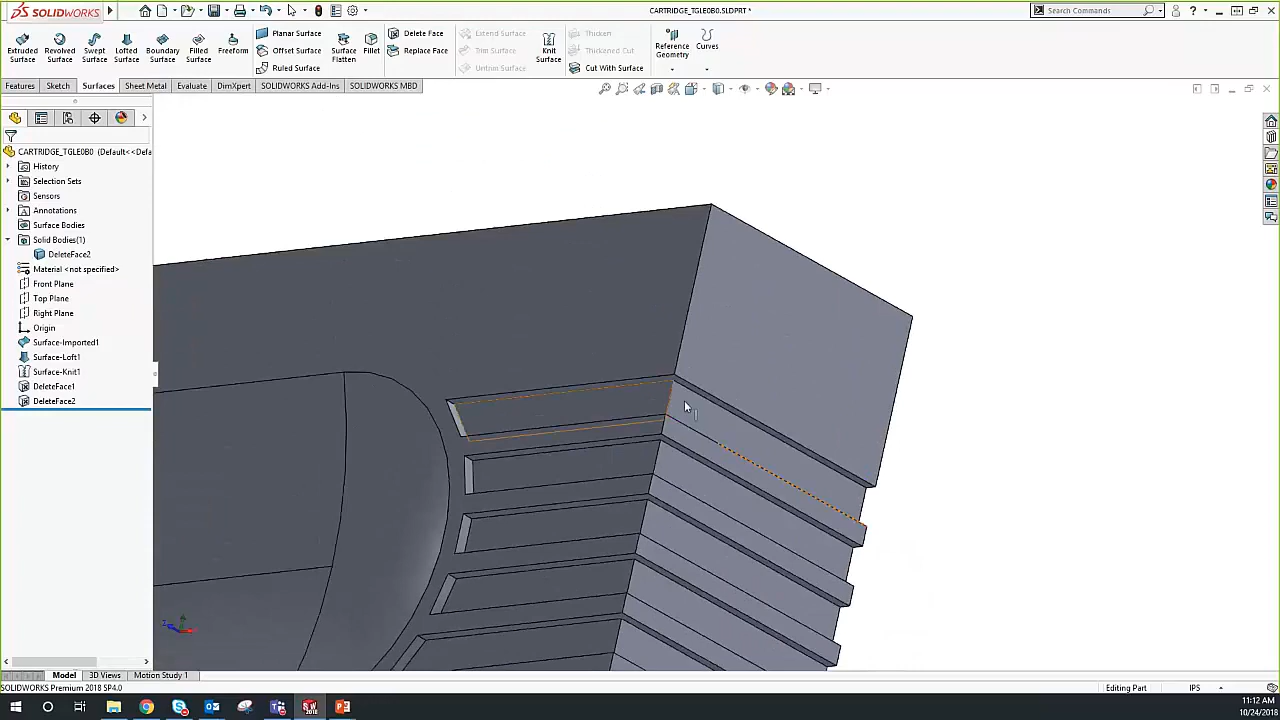 SOLIDWORKS
CARTRIDGE_TGLE0B0.SLDPRT *
Search Commands
Extruded Surface
Revolved Surface
Swept Surface
Lofted Surface
Boundary Surface
Filled Surface
Freeform
Planar Surface
Offset Surface
Ruled Surface
Surface Flatten
Fillet
Delete Face
Replace Face
Extend Surface
Trim Surface
Untrim Surface
Knit Surface
Thicken
Thickened Cut
Cut With Surface
Reference Geometry
Curves
Features
Sketch
Surfaces
Sheet Metal
Evaluate
DimXpert
SOLIDWORKS Add-Ins
SOLIDWORKS MBD
CARTRIDGE_TGLE0B0 (Default<<Defa
History
Selection Sets
Sensors
Annotations
Surface Bodies
Solid Bodies(1)
DeleteFace2
Material <not specified>
Front Plane
Top Plane
Right Plane
Origin
Surface-Imported1
Surface-Loft1
Surface-Knit1
DeleteFace1
DeleteFace2
Model
3D Views
Motion Study 1
SOLIDWORKS Premium 2018 SP4.0
Editing Part
IPS
11:12 AM
10/24/2018